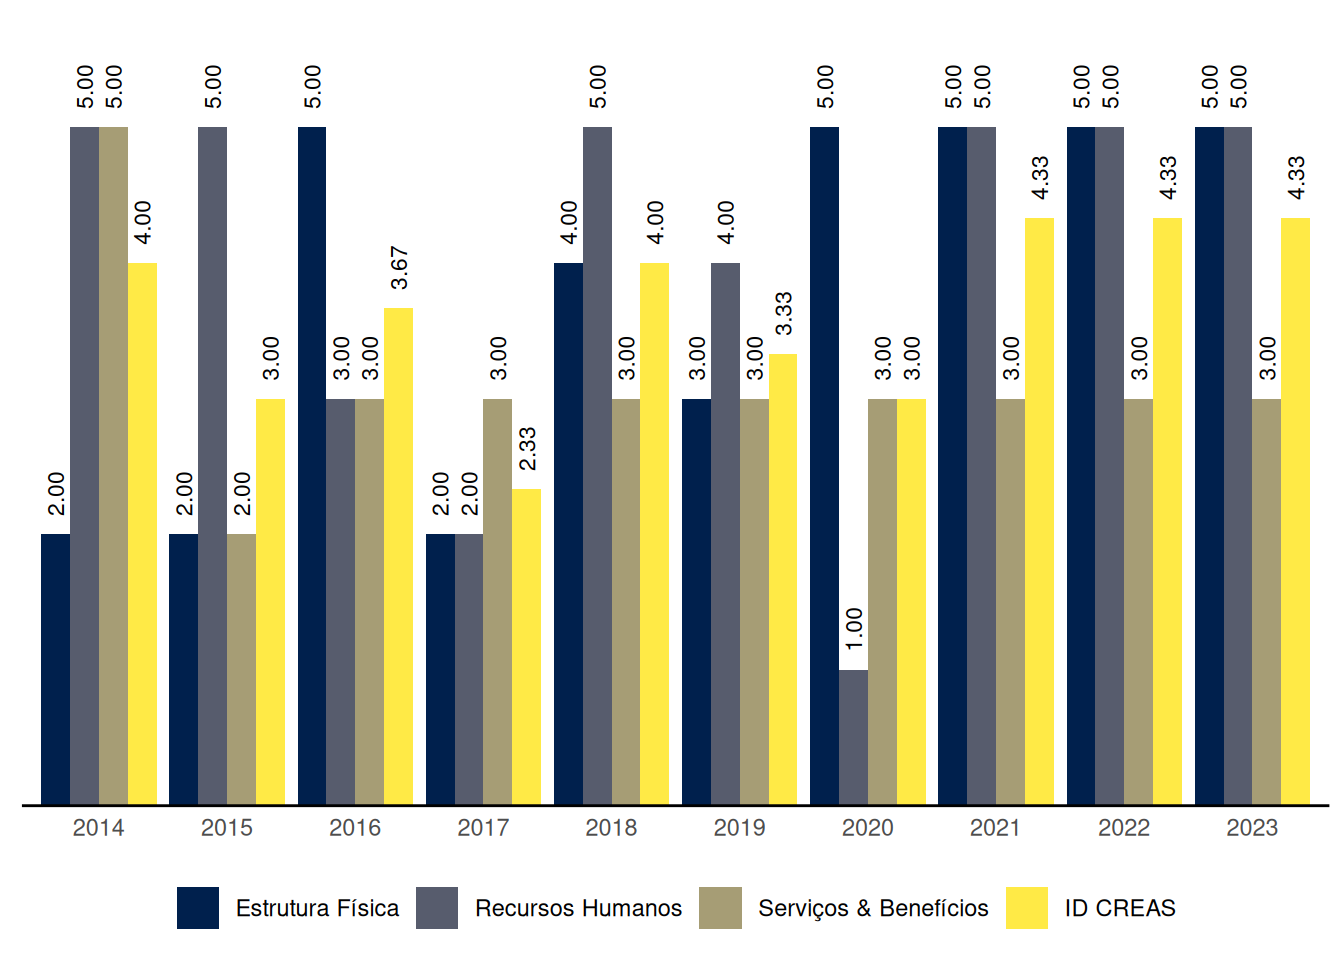 2.00 5.00 5.00 4.00 2.00 5.00 2.00 3.00 5.00 3.00 3.00 3.67 2.00 2.00 3.00 2.33 4.00 5.00 3.00 4.00 3.00 4.00 3.00 3.33 5.00 1.00 3.00 3.00 5.00 5.00 3.00 4.33 5.00 5.00 3.00 4.33 5.00 5.00 3.00 4.33
2014 2015 2016 2017 2018 2019 2020 2021 2022 2023
Estrutura Física Recursos Humanos Serviços & Benefícios ID CREAS